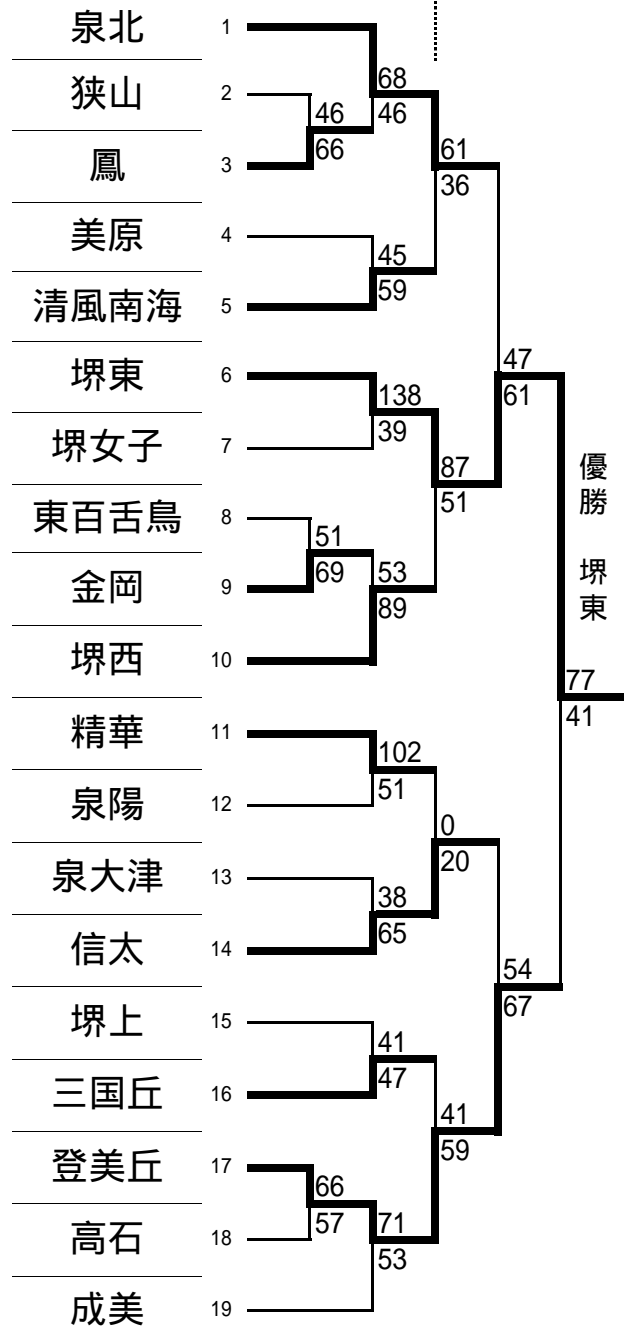 泉北 1
68
狭山 2
46 46
66
61
鳳 3
36
美原 4
45
59
清風南海 5
47
堺東 6
61
138
39
堺女子 7
87
51
優勝 堺東
東百舌鳥 8
51
69
53
金岡 9
89
堺西 10
77
41
精華 11
102
51
泉陽 12
0
20
泉大津 13
38
65
信太 14
54
67
堺上 15
41
47
三国丘 16
41
59
登美丘 17
66
57
71
高石 18
53
成美 19